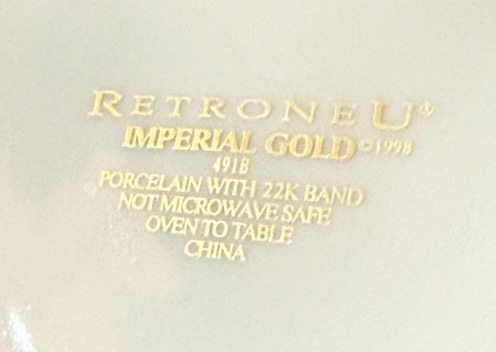 RETRONEU®
IMPERIAL GOLD ©1998
491B
PORCELAIN WITH 22K BAND
NOT MICROWAVE SAFE
OVEN TO TABLE
CHINA